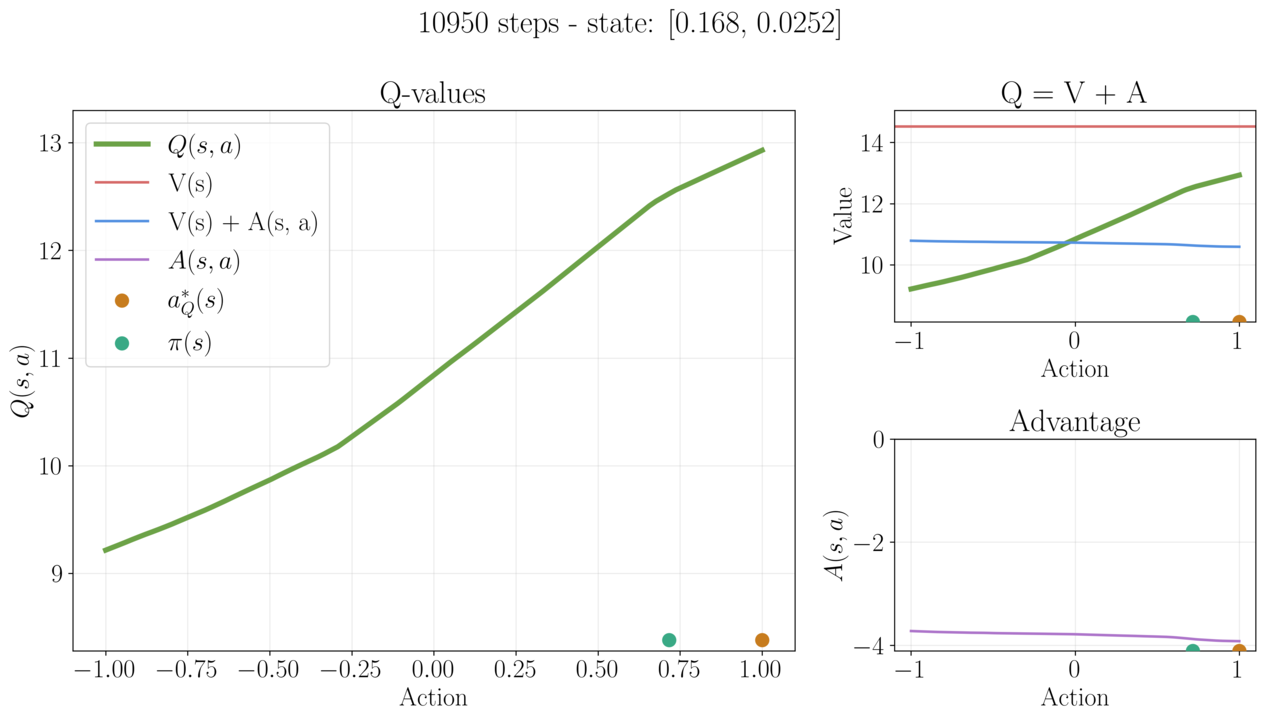 10950 steps - state: [0.168, 0.0252]
Q-values
Q(s, a)
13
12
11
10
9
−1.00
−0.75
−0.50
−0.25
0.00
0.25
0.50
0.75
1.00
Action
Q(s, a)
V(s)
V(s) + A(s, a)
A(s, a)
a*_Q(s)
π(s)
Q = V + A
Value
14
12
10
−1
0
1
Action
Advantage
A(s, a)
0
−2
−4
−1
0
1
Action